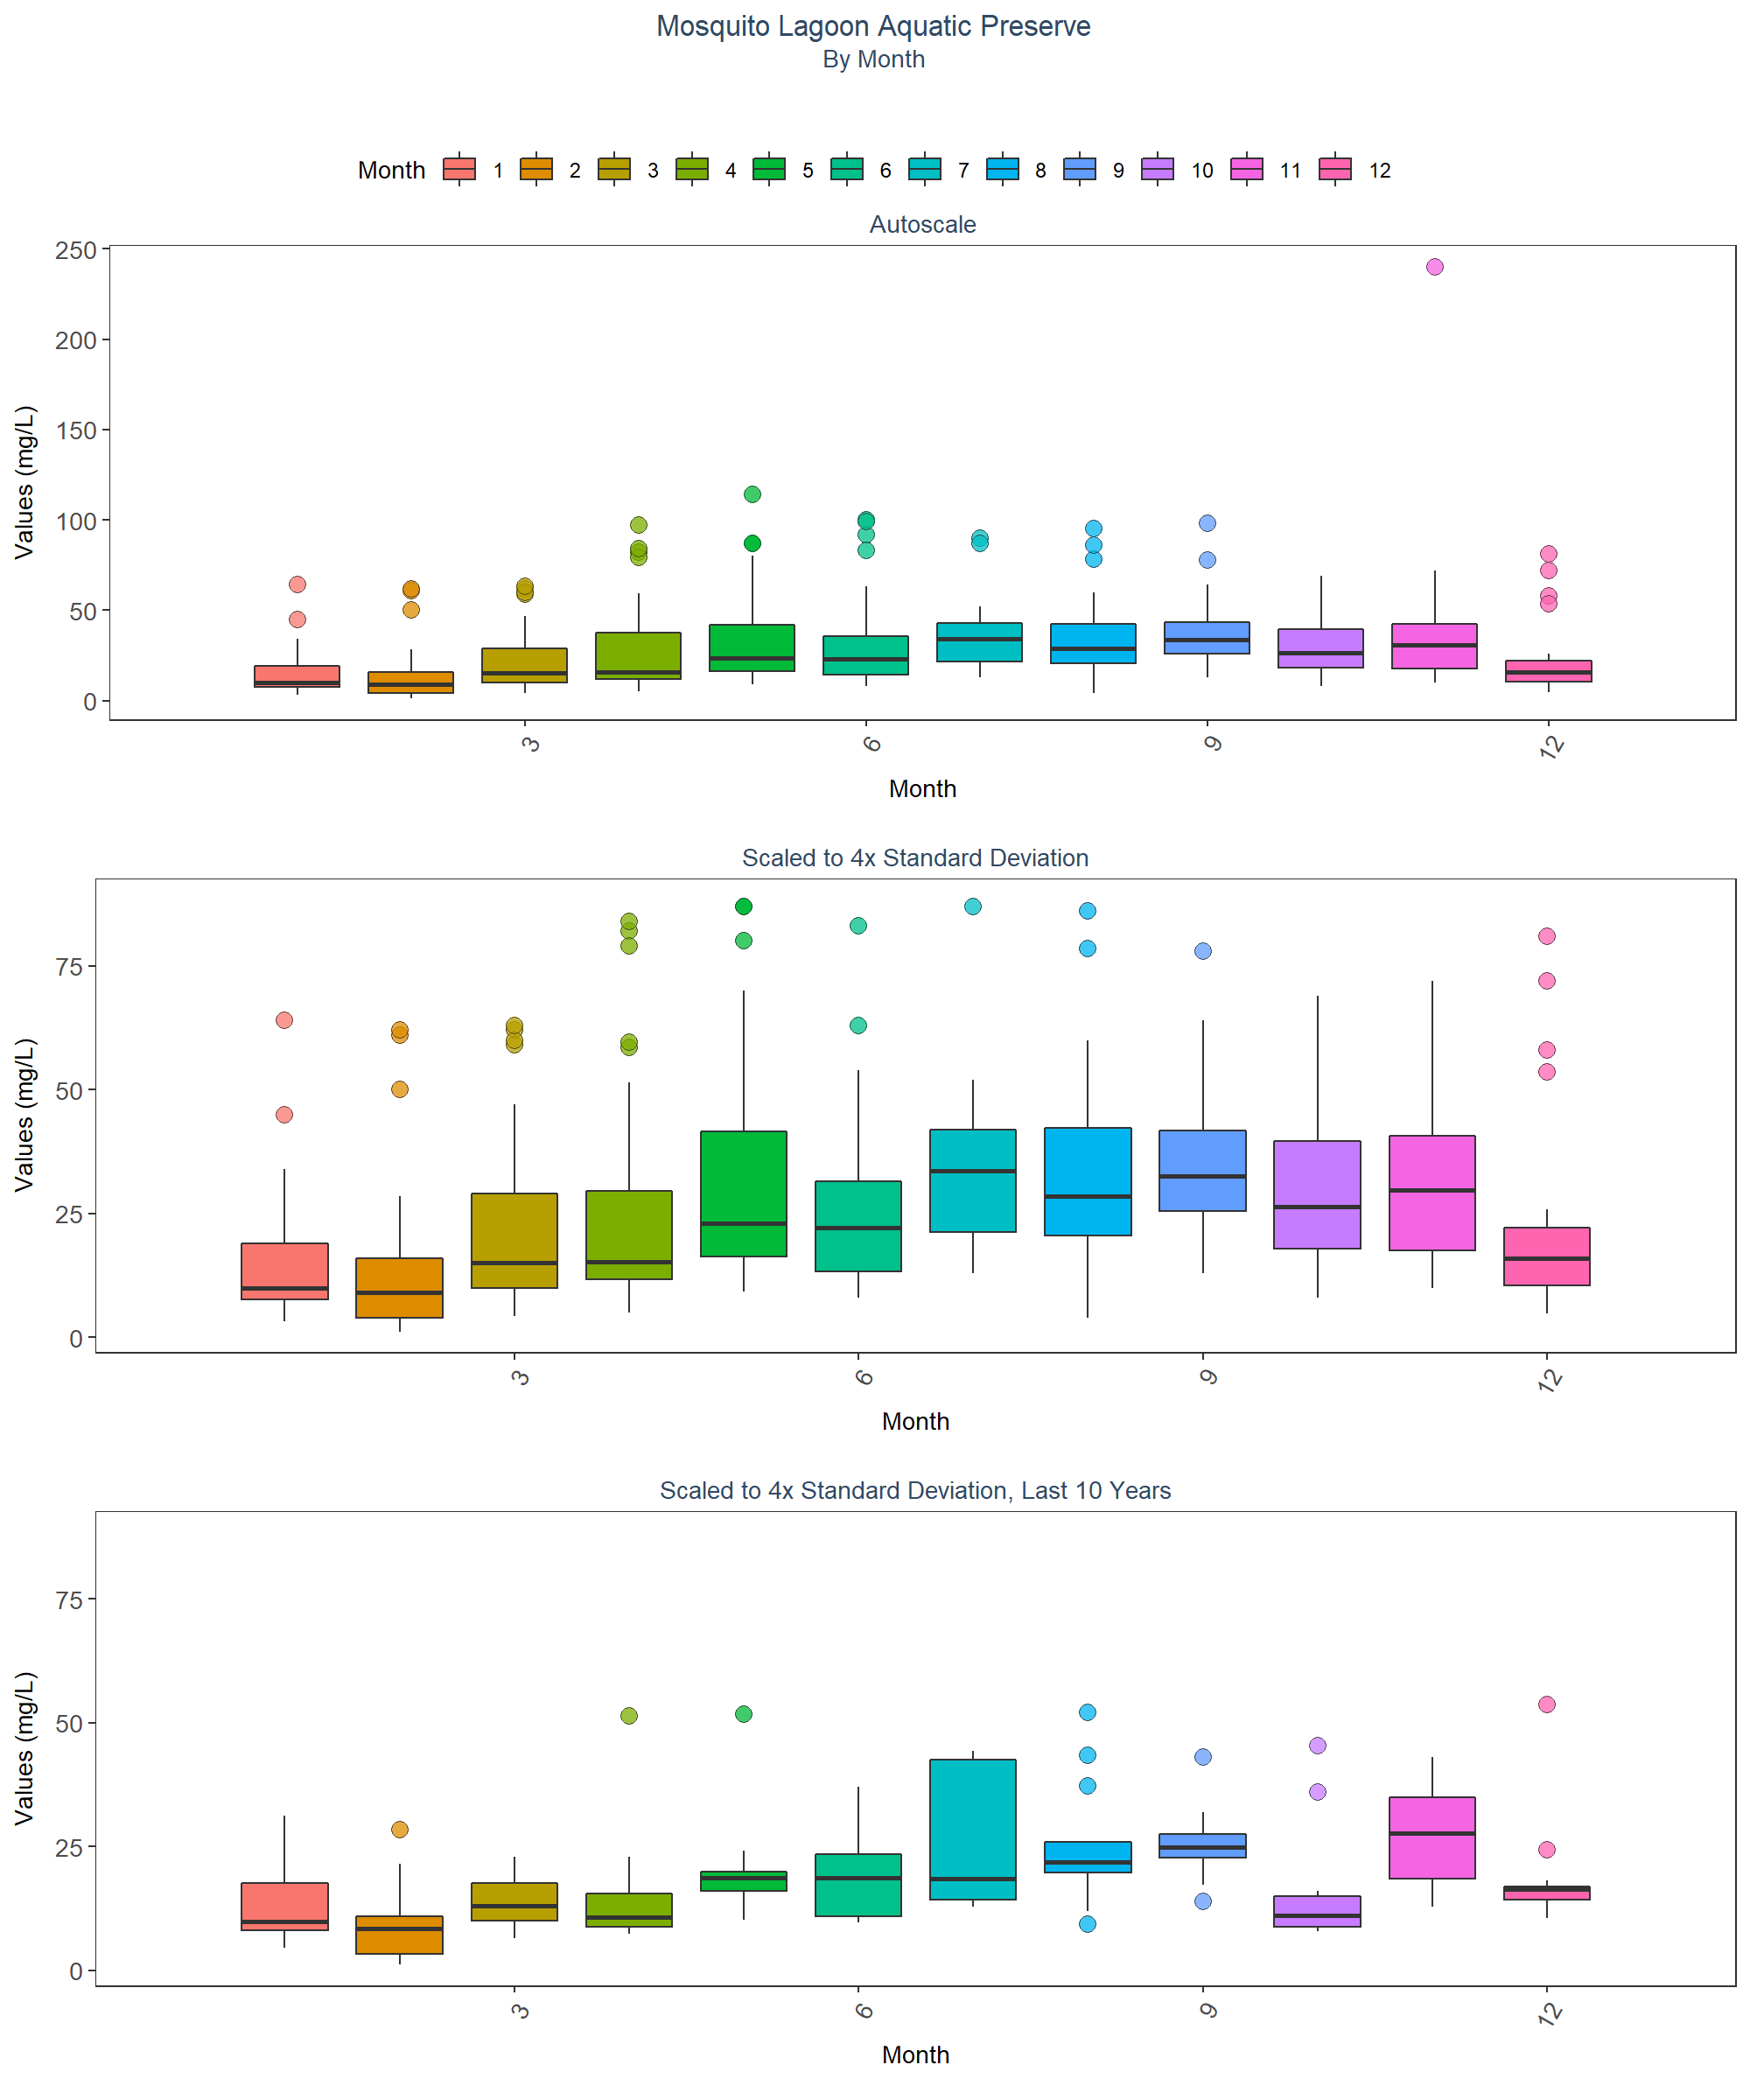 Mosquito Lagoon Aquatic Preserve
By Month
Month 1 2 3 4 5 6 7 8 9 10 11 12
Autoscale
250
200
150
100
50
0
Values (mg/L)
3 6 9 12
Month
Scaled to 4x Standard Deviation
75
50
25
0
Values (mg/L)
3 6 9 12
Month
Scaled to 4x Standard Deviation, Last 10 Years
75
50
25
0
Values (mg/L)
3 6 9 12
Month